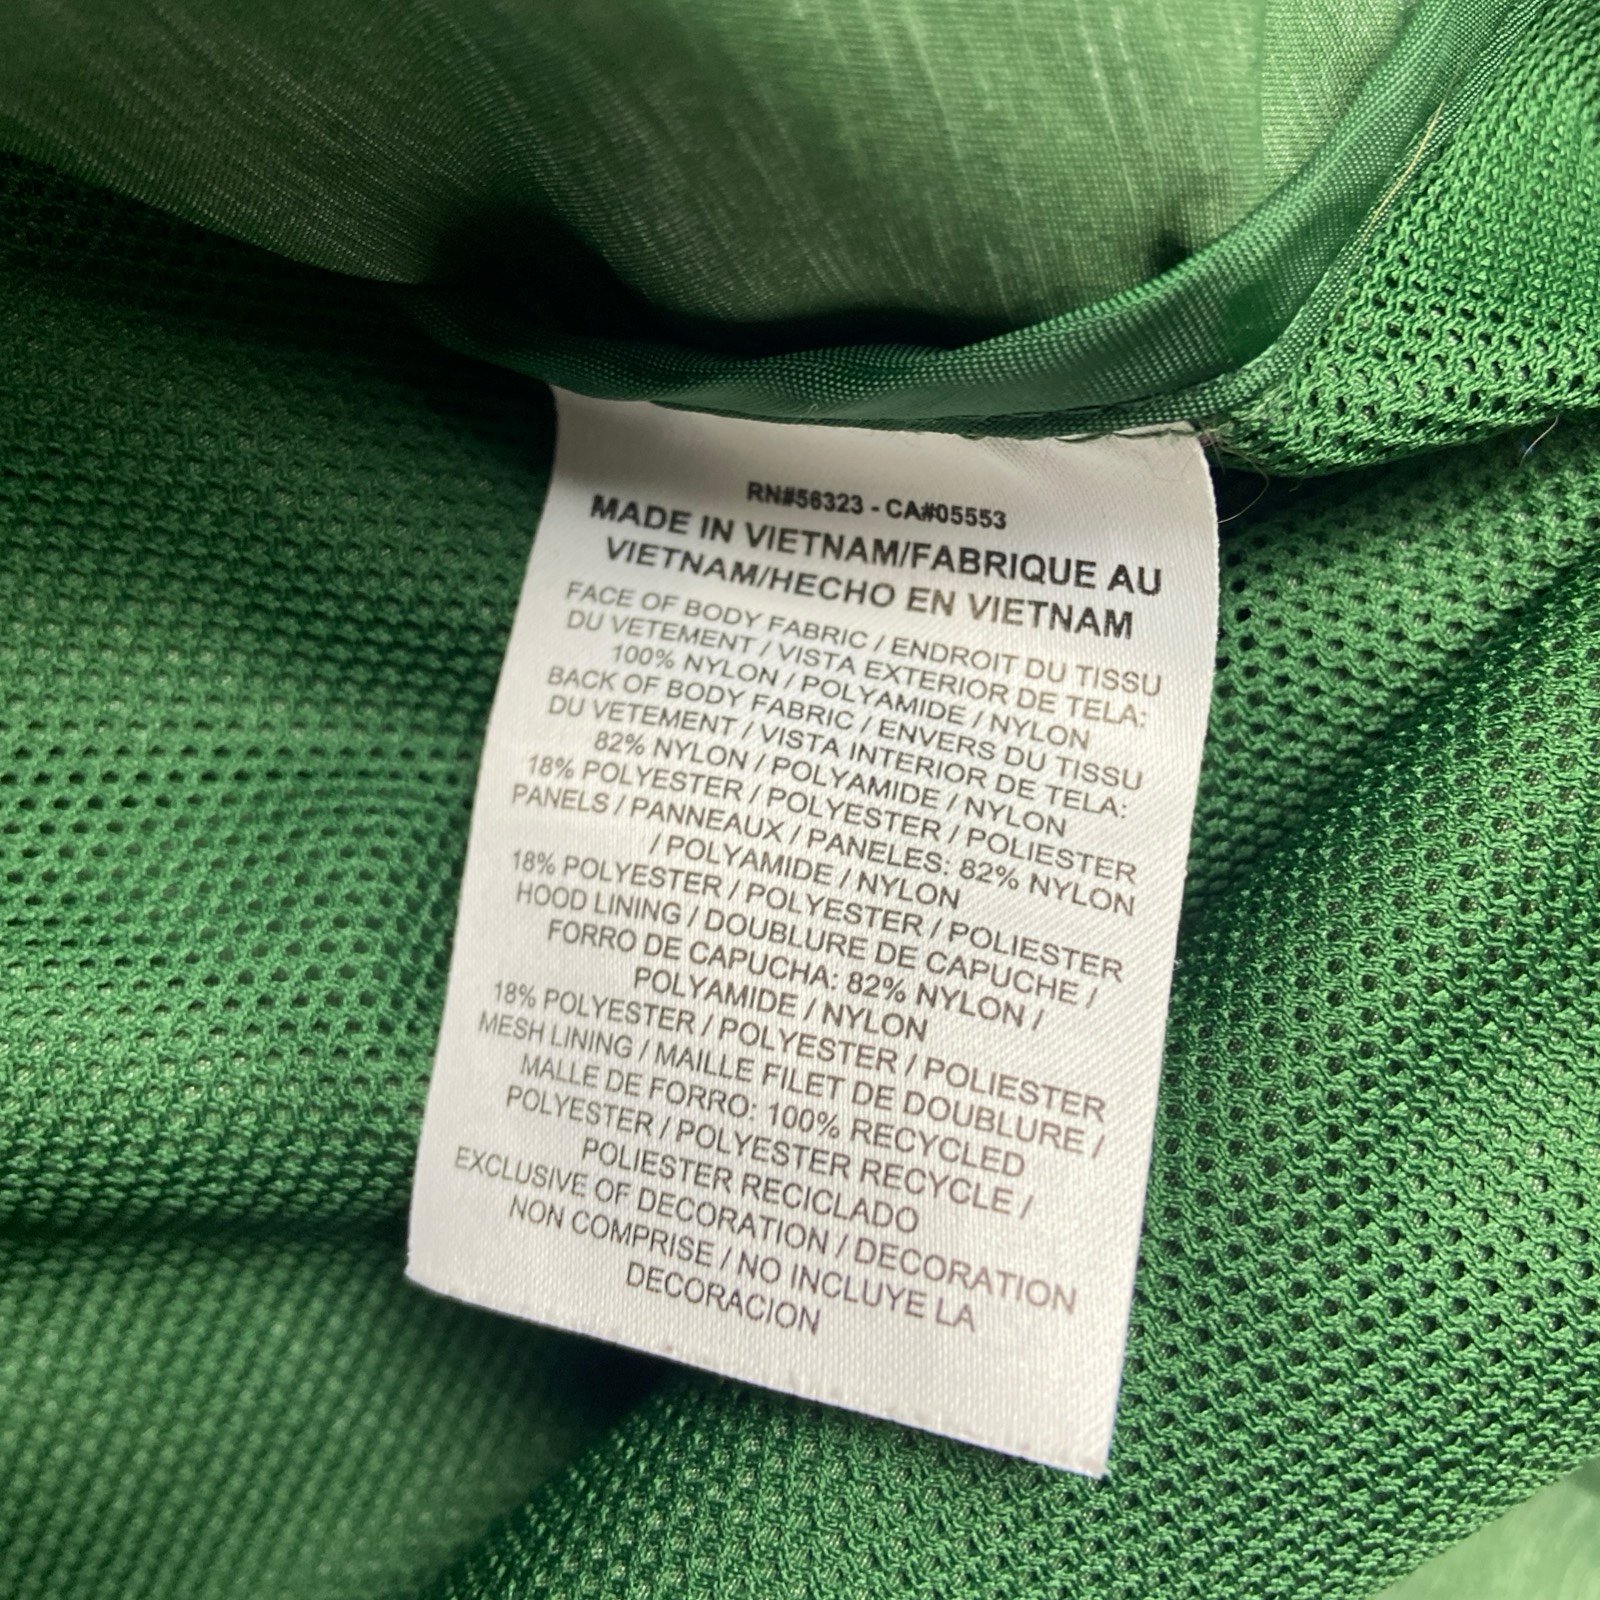 RN#56323 - CA#05553
MADE IN VIETNAM/FABRIQUE AU
VIETNAM/HECHO EN VIETNAM
FACE OF BODY FABRIC / ENDROIT DU TISSU
DU VETEMENT / VISTA EXTERIOR DE TELA:
100% NYLON / POLYAMIDE / NYLON
BACK OF BODY FABRIC / ENVERS DU TISSU
DU VETEMENT / VISTA INTERIOR DE TELA:
82% NYLON / POLYAMIDE / NYLON
18% POLYESTER / POLYESTER / POLIESTER
PANELS / PANNEAUX / PANELES: 82% NYLON
/ POLYAMIDE / NYLON
18% POLYESTER / POLYESTER / POLIESTER
HOOD LINING / DOUBLURE DE CAPUCHE /
FORRO DE CAPUCHA: 82% NYLON /
POLYAMIDE / NYLON
18% POLYESTER / POLYESTER / POLIESTER
MESH LINING / MAILLE FILET DE DOUBLURE /
MALLE DE FORRO: 100% RECYCLED
POLYESTER / POLYESTER RECYCLE /
POLIESTER RECICLADO
EXCLUSIVE OF DECORATION / DECORATION
NON COMPRISE / NO INCLUYE LA
DECORACION